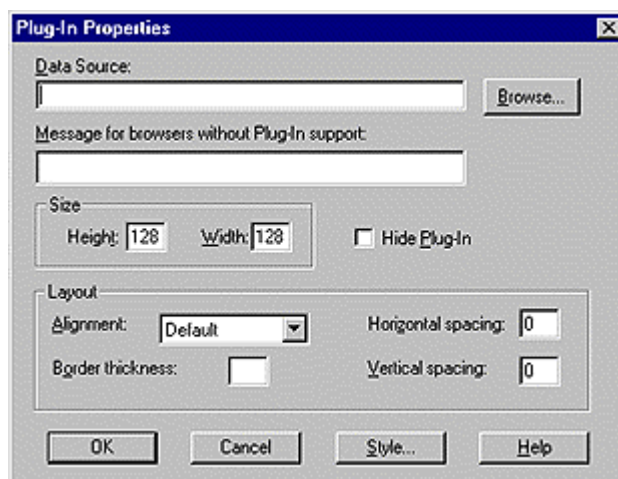 Plug-In Properties
Data Source:
Browse...
Message for browsers without Plug-In support:
Size
Height: 128 Width: 128 Hide Plug-In
Layout
Alignment: Default Horizontal spacing: 0
Border thickness: Vertical spacing: 0
OK Cancel Style... Help